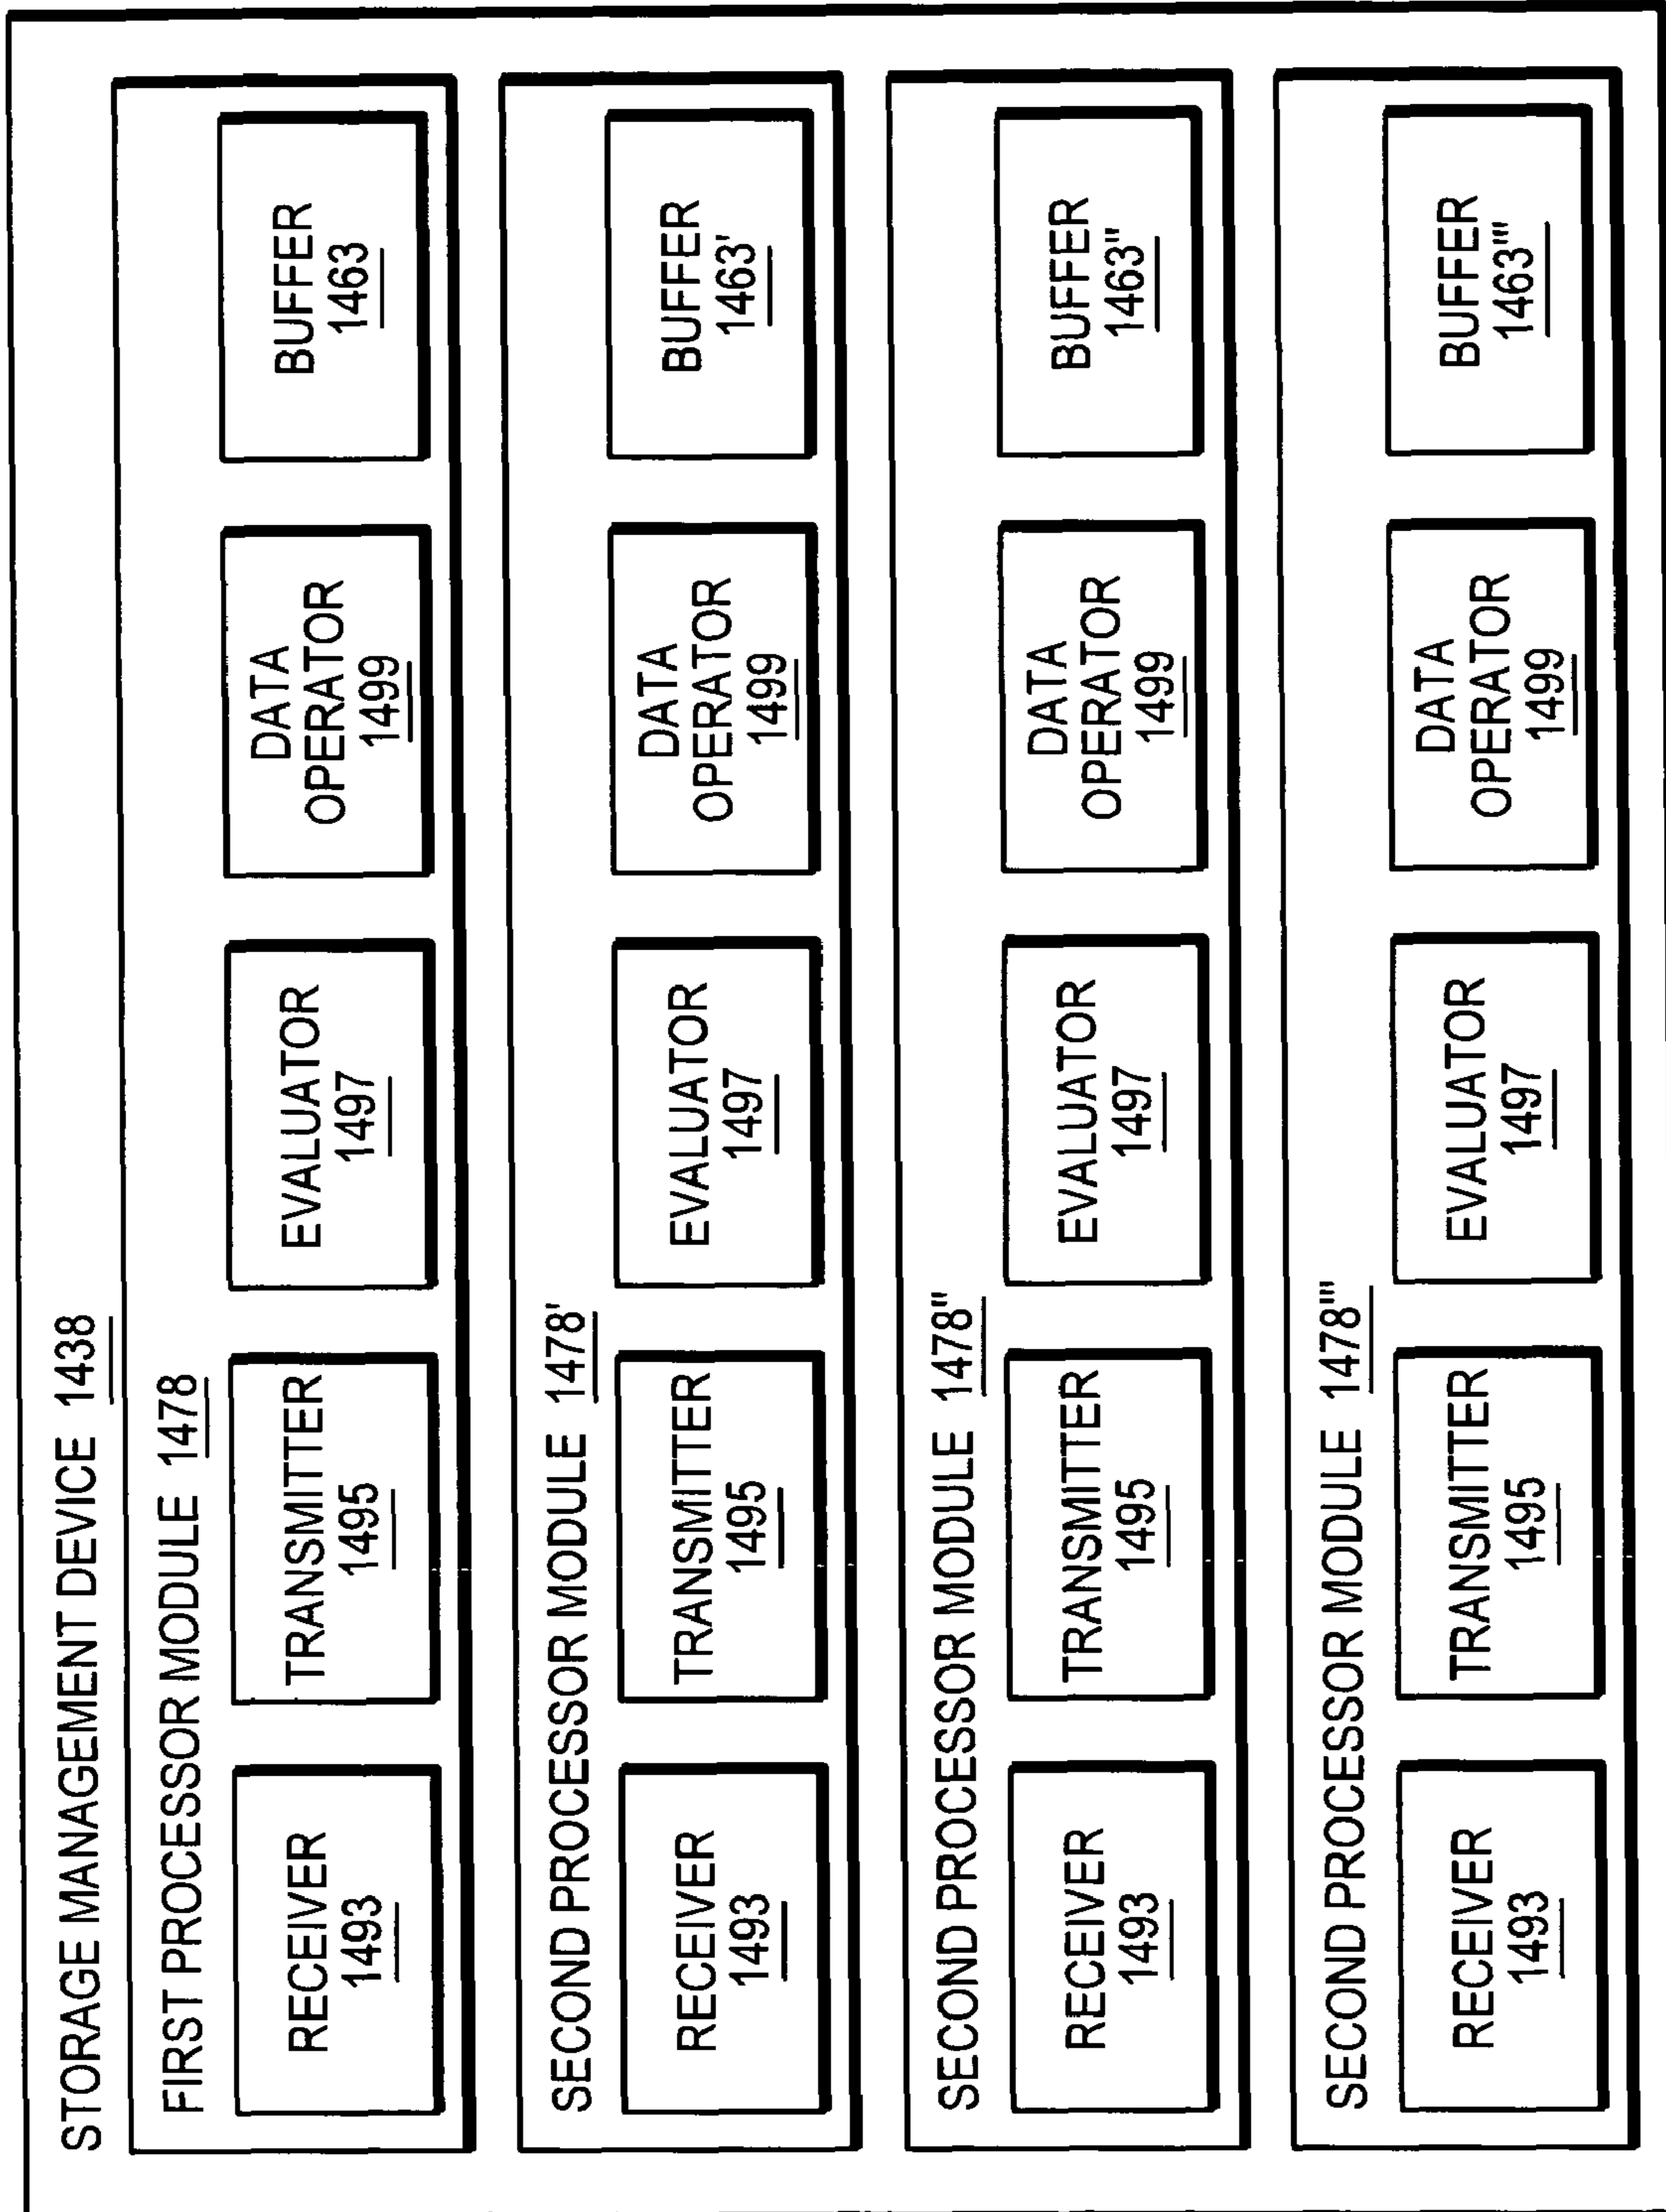 STORAGE MANAGEMENT DEVICE 1438
FIRST PROCESSOR MODULE 1478
RECEIVER
1493
TRANSMITTER
1495
EVALUATOR
1497
DATA
OPERATOR
1499
BUFFER
1463
SECOND PROCESSOR MODULE 1478'
RECEIVER
1493
TRANSMITTER
1495
EVALUATOR
1497
DATA
OPERATOR
1499
BUFFER
1463'
SECOND PROCESSOR MODULE 1478"
RECEIVER
1493
TRANSMITTER
1495
EVALUATOR
1497
DATA
OPERATOR
1499
BUFFER
1463"
SECOND PROCESSOR MODULE 1478"'
RECEIVER
1493
TRANSMITTER
1495
EVALUATOR
1497
DATA
OPERATOR
1499
BUFFER
1463"'